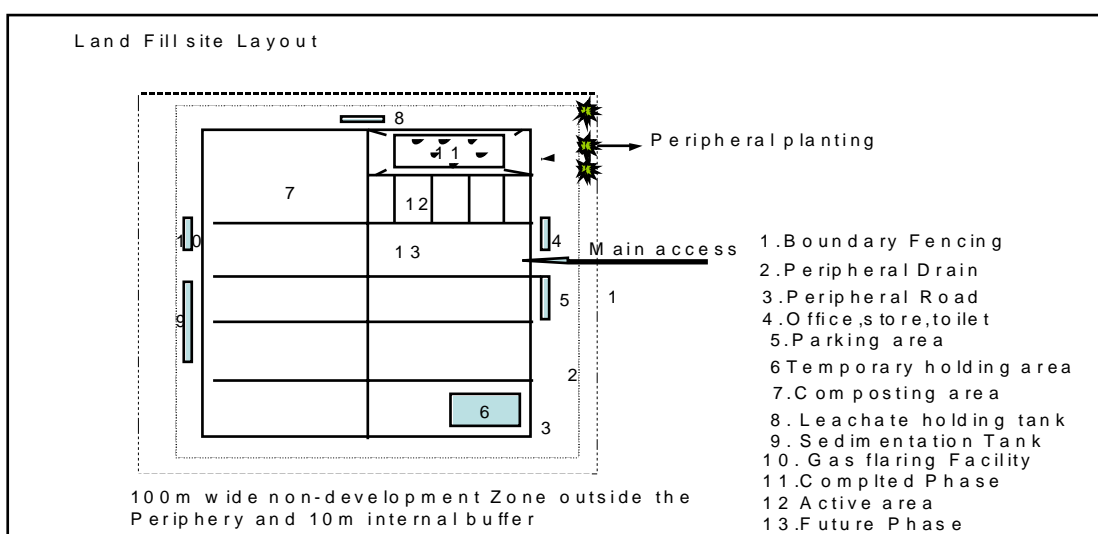 Land Fill site Layout
8
Peripheral planting
11
7
12
10
4
Main access
13
1
5
9
2
6
3
1.Boundary Fencing
2.Peripheral Drain
3.Peripheral Road
4.Office,store,toilet
5.Parking area
6Temporary holding area
7.Composting area
8. Leachate holding tank
9. Sedimentation Tank
10. Gas flaring Facility
11.Complted Phase
12 Active area
13.Future Phase
100m wide non-development Zone outside the
Periphery and 10m internal buffer